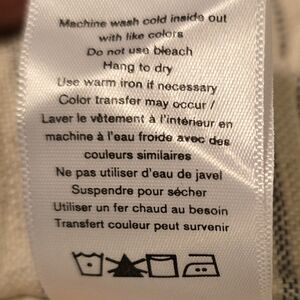 Machine wash cold inside out
with like colors
Do not use bleach
Hang to dry
Use warm iron if necessary
Color transfer may occur /
Laver le vêtement à l'intérieur en
machine à l'eau froide avec des
couleurs similaires
Ne pas utiliser d'eau de javel
Suspendre pour sécher
Utiliser un fer chaud au besoin
Transfert couleur peut survenir